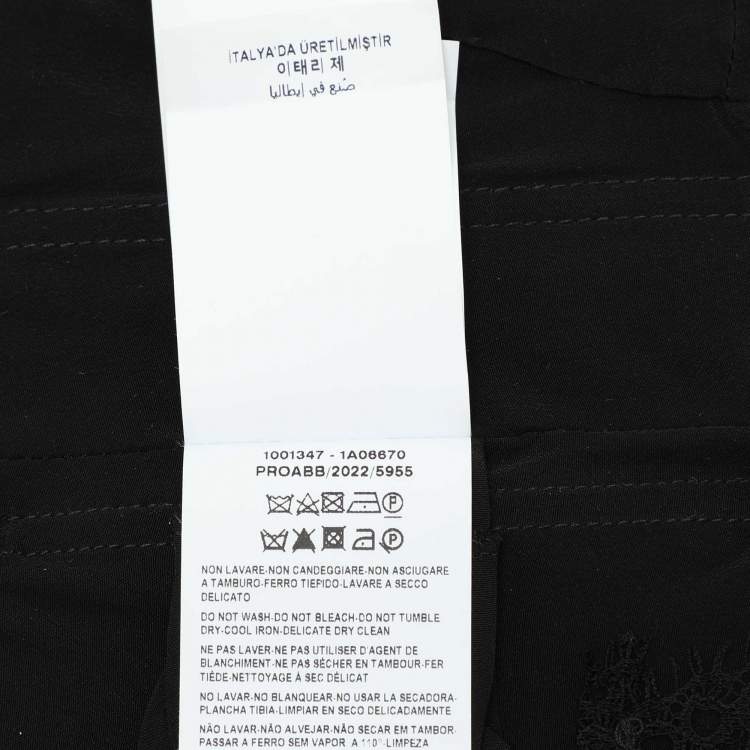 İTALYA'DA ÜRETİLMİŞTİR
이태리 제
صُنع في إيطاليا
1001347 - 1A06670
PROABB/2022/5955
NON LAVARE-NON CANDEGGIARE-NON ASCIUGARE
A TAMBURO-FERRO TIEPIDO-LAVARE A SECCO
DELICATO
DO NOT WASH-DO NOT BLEACH-DO NOT TUMBLE
DRY-COOL IRON-DELICATE DRY CLEAN
NE PAS LAVER-NE PAS UTILISER D'AGENT DE
BLANCHIMENT-NE PAS SÉCHER EN TAMBOUR-FER
TIÈDE-NETTOYAGE À SEC DÉLICAT
NO LAVAR-NO BLANQUEAR-NO USAR LA SECADORA-
PLANCHA TIBIA-LIMPIAR EN SECO DELICADAMENTE
NÃO LAVAR-NÃO ALVEJAR-NÃO SECAR EM TAMBOR-
PASSAR A FERRO SEM VAPOR A 110°-LIMPEZA